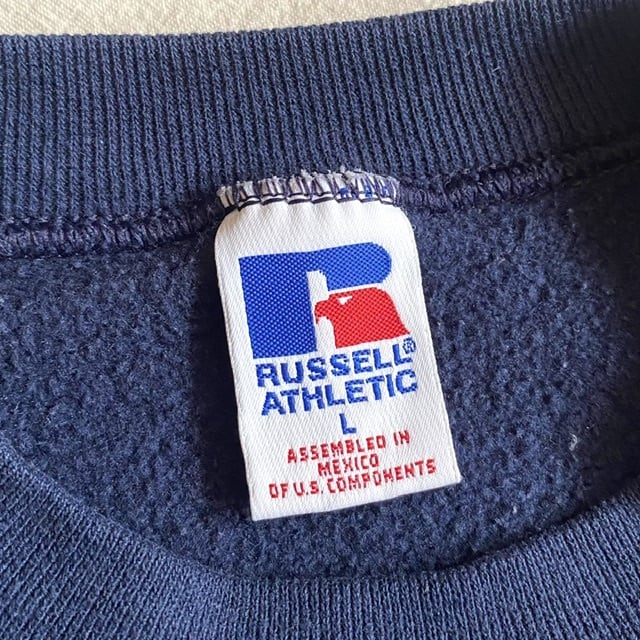 RUSSELL®
ATHLETIC
L
ASSEMBLED IN
MEXICO
OF U.S. COMPONENTS